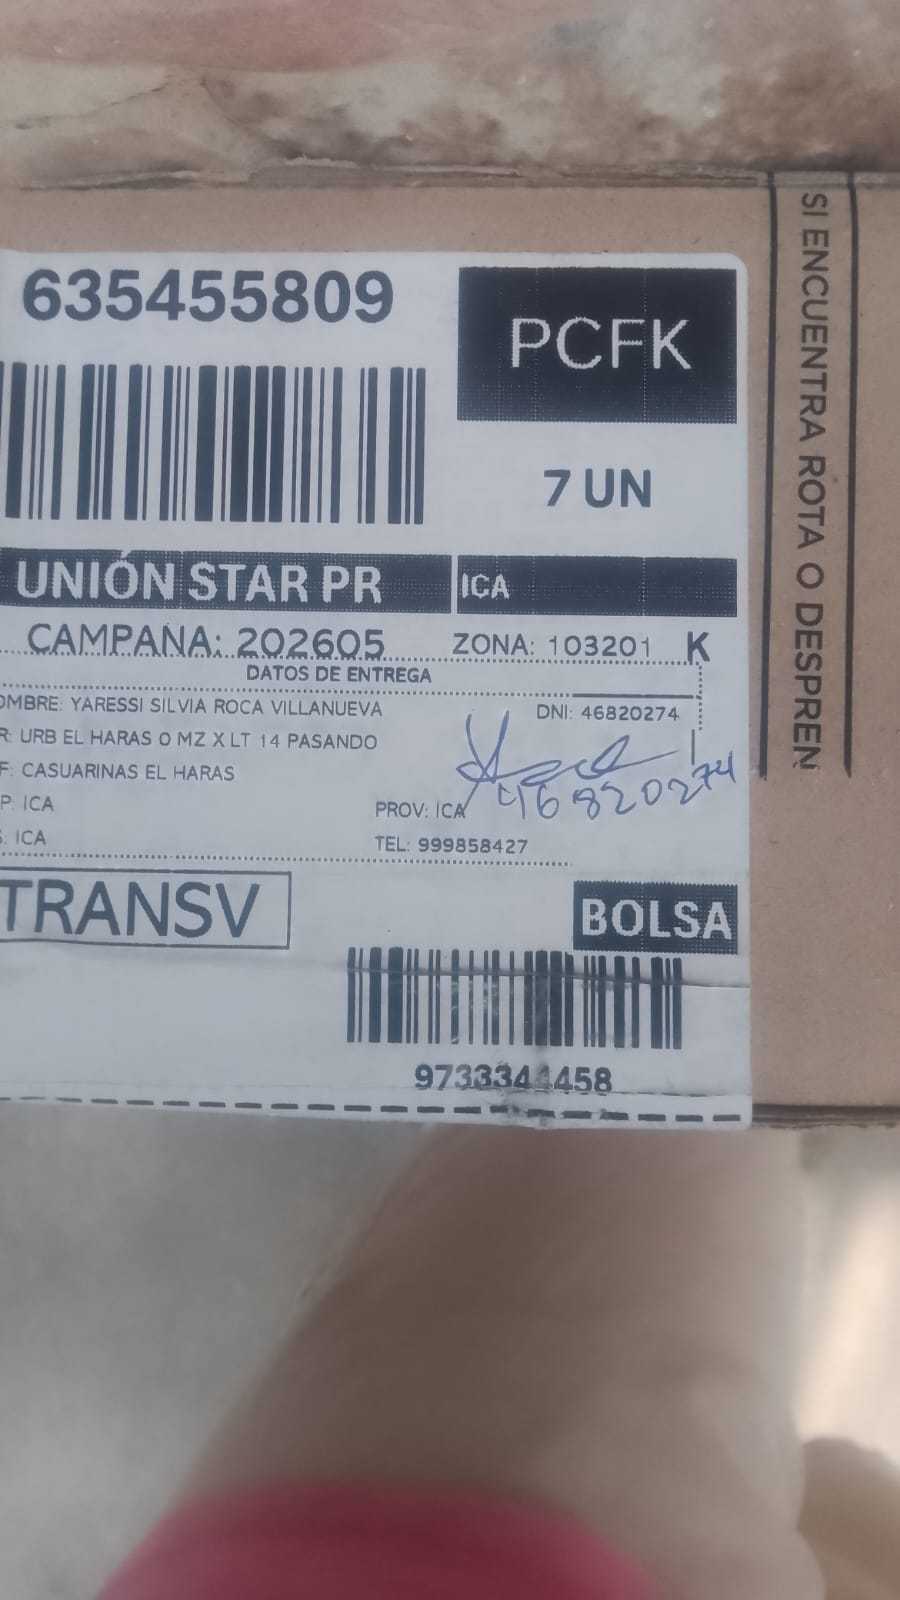 635455809
PCFK
7 UN
UNIÓN STAR PR
ICA
CAMPAÑA: 202605
ZONA: 103201 K
DATOS DE ENTREGA
OMBRE: YARESSI SILVIA ROCA VILLANUEVA
DNI: 46820274
R: URB EL HARAS 0 MZ X LT 14 PASANDO
F: CASUARINAS EL HARAS
46820274
P: ICA
PROV: ICA
S: ICA
TEL: 999858427
TRANSV
BOLSA
9733344458
SI ENCUENTRA ROTA O DESPREN